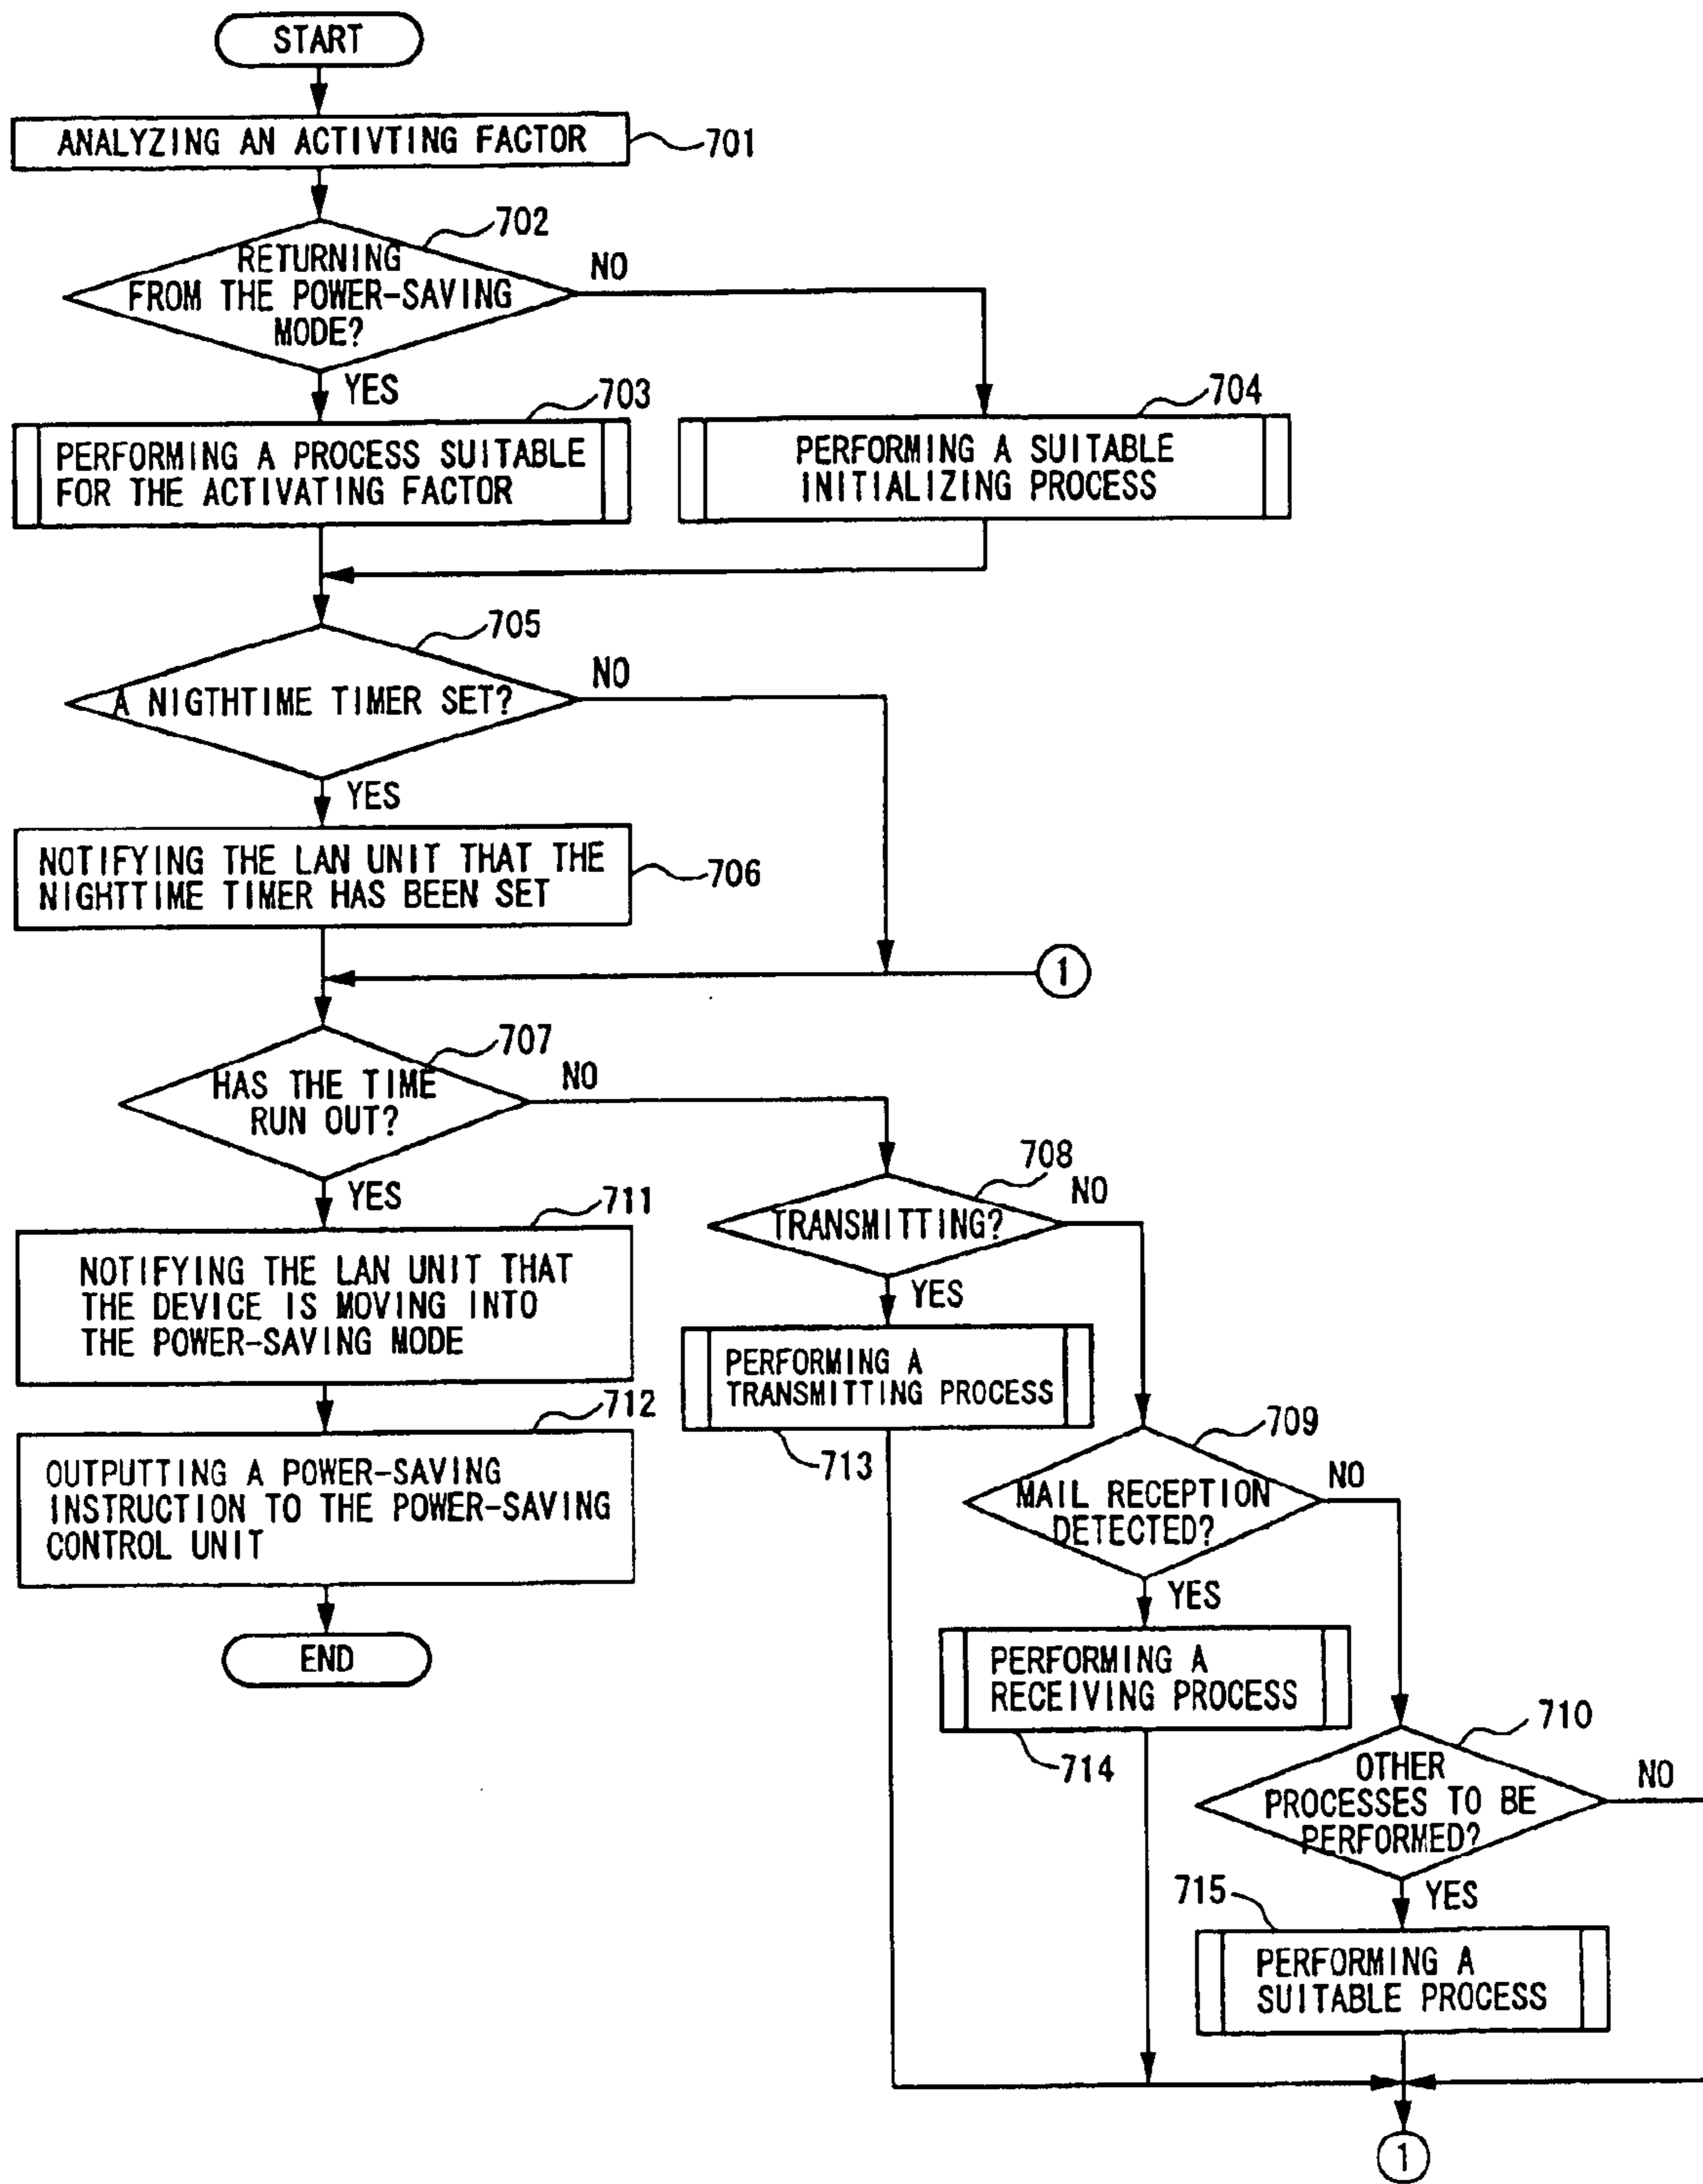 START
ANALYZING AN ACTIVTING FACTOR
701
702
RETURNING
FROM THE POWER-SAVING
MODE?
NO
YES
703
PERFORMING A PROCESS SUITABLE
FOR THE ACTIVATING FACTOR
704
PERFORMING A SUITABLE
INITIALIZING PROCESS
705
A NIGTHTIME TIMER SET?
NO
YES
NOTIFYING THE LAN UNIT THAT THE
NIGHTTIME TIMER HAS BEEN SET
706
1
707
HAS THE TIME
RUN OUT?
NO
YES
708
TRANSMITTING?
NO
YES
711
NOTIFYING THE LAN UNIT THAT
THE DEVICE IS MOVING INTO
THE POWER-SAVING MODE
PERFORMING A
TRANSMITTING PROCESS
713
712
OUTPUTTING A POWER-SAVING
INSTRUCTION TO THE POWER-SAVING
CONTROL UNIT
END
709
MAIL RECEPTION
DETECTED?
NO
YES
PERFORMING A
RECEIVING PROCESS
714
710
OTHER
PROCESSES TO BE
PERFORMED?
NO
YES
715
PERFORMING A
SUITABLE PROCESS
1